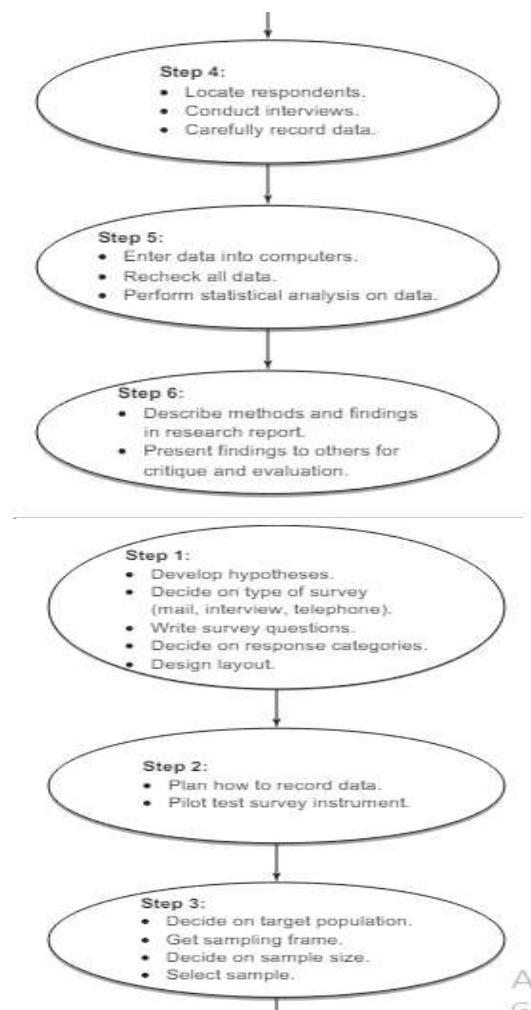 Step 4:
• Locate respondents.
• Conduct interviews.
• Carefully record data.
Step 5:
• Enter data into computers.
• Recheck all data.
• Perform statistical analysis on data.
Step 6:
• Describe methods and findings
in research report.
• Present findings to others for
critique and evaluation.
Step 1:
• Develop hypotheses.
• Decide on type of survey
(mail, interview, telephone).
• Write survey questions.
• Decide on response categories.
• Design layout.
Step 2:
• Plan how to record data.
• Pilot test survey instrument.
Step 3:
• Decide on target population.
• Get sampling frame.
• Decide on sample size.
• Select sample.
A